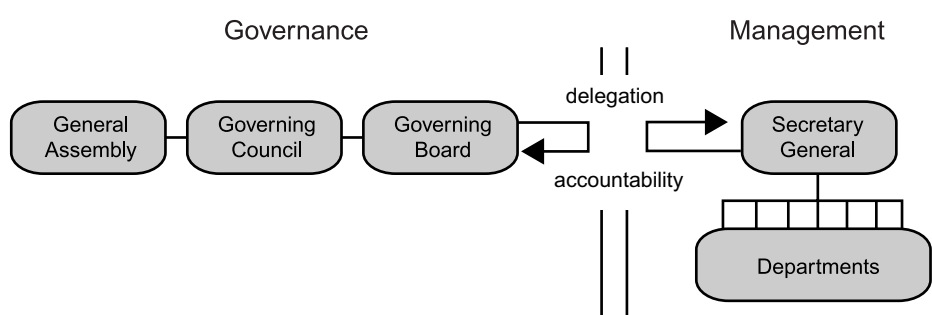 Governance
Management
delegation
General
Assembly
Governing
Council
Governing
Board
Secretary
General
accountability
Departments